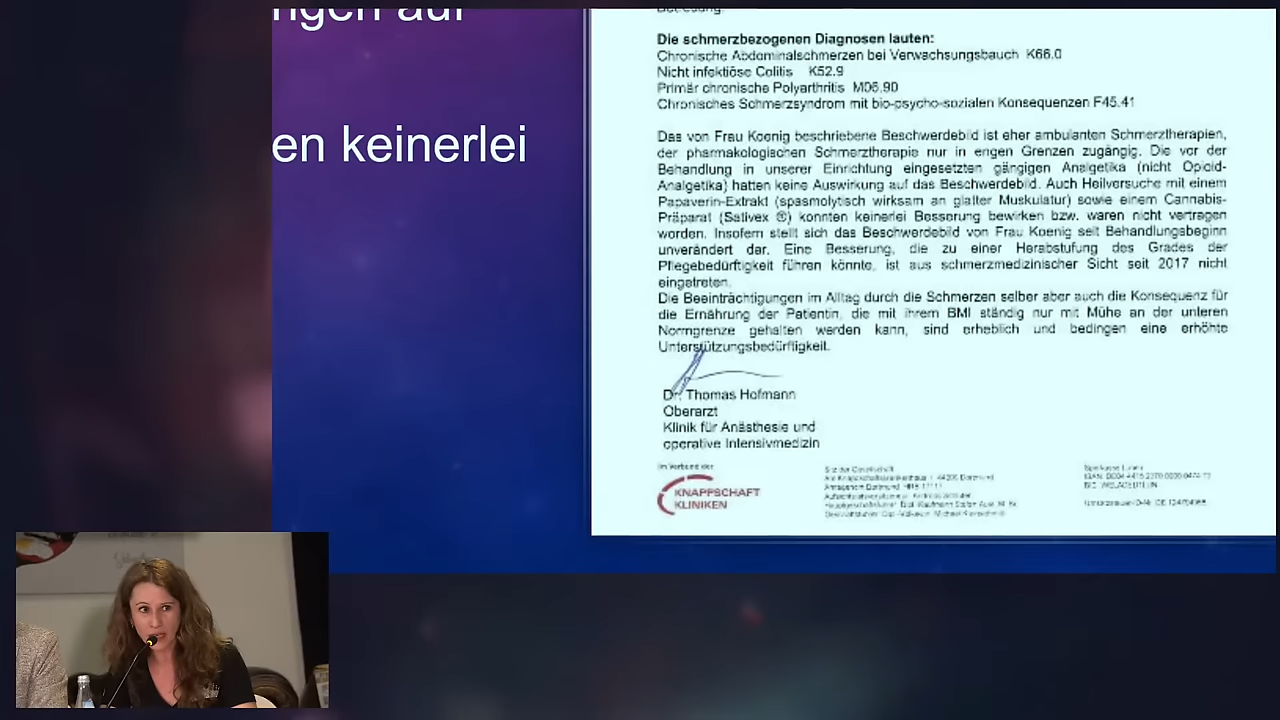 ngen auf
en keinerlei
Die schmerzbezogenen Diagnosen lauten:
Chronische Abdominalschmerzen bei Verwachsungsbauch K66.0
Nicht infektiöse Colitis K52.9
Primär chronische Polyarthritis M06.90
Chronisches Schmerzsyndrom mit bio-psycho-sozialen Konsequenzen F45.41
Das von Frau Koenig beschriebene Beschwerdebild ist eher ambulanten Schmerztherapien,
der pharmakologischen Schmerztherapie nur in engen Grenzen zugängig. Die vor der
Behandlung in unserer Einrichtung eingesetzten gängigen Analgetika (nicht Opioid-
Analgetika) hatten keine Auswirkung auf das Beschwerdebild. Auch Heilversuche mit einem
Papaverin-Extrakt (spasmolytisch wirksam an glatter Muskulatur) sowie einem Cannabis-
Präparat (Sativex ®) konnten keinerlei Besserung bewirken bzw. waren nicht vertragen
worden. Insofern stellt sich das Beschwerdebild von Frau Koenig seit Behandlungsbeginn
unverändert dar. Eine Besserung, die zu einer Herabstufung des Grades der
Pflegebedürftigkeit führen könnte, ist aus schmerzmedizinischer Sicht seit 2017 nicht
eingetreten.
Die Beeinträchtigungen im Alltag durch die Schmerzen selber aber auch die Konsequenz für
die Ernährung der Patientin, die mit ihrem BMI ständig nur mit Mühe an der unteren
Normgrenze gehalten werden kann, sind erheblich und bedingen eine erhöhte
Unterstützungsbedürftigkeit.
Dr. Thomas Hofmann
Oberarzt
Klinik für Anästhesie und
operative Intensivmedizin
Im Verbund der
KNAPPSCHAFT
KLINIKEN
Sitz der Gesellschaft